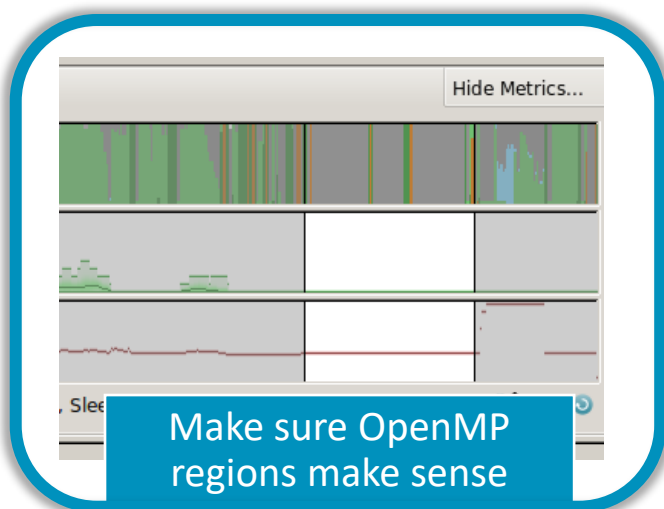 Hide Metrics...
, Slee
Make sure OpenMP
regions make sense